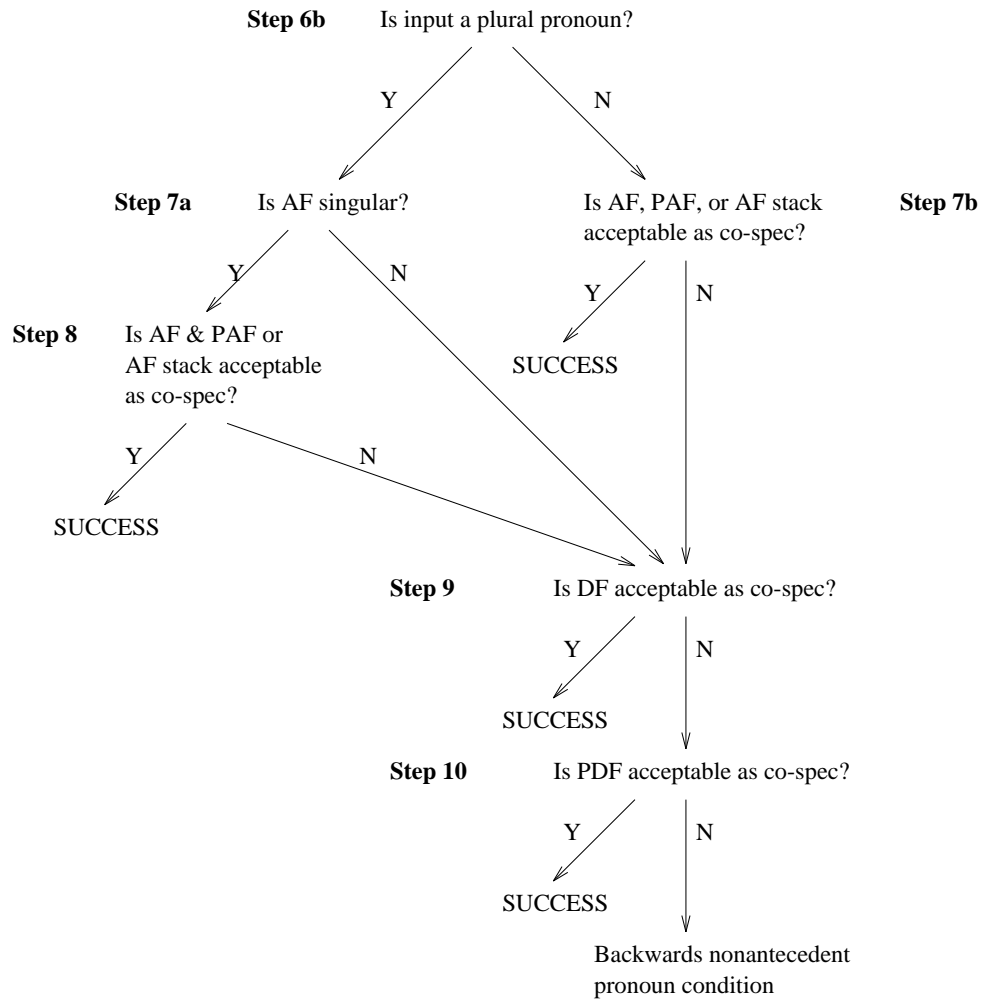 Step 6b Is input a plural pronoun?
Y N
Step 7a Is AF singular? Is AF, PAF, or AF stack Step 7b
acceptable as co-spec?
Y N Y N
Step 8 Is AF & PAF or
AF stack acceptable
as co-spec?
SUCCESS
Y N
SUCCESS
Step 9 Is DF acceptable as co-spec?
Y N
SUCCESS
Step 10 Is PDF acceptable as co-spec?
Y N
SUCCESS
Backwards nonantecedent
pronoun condition